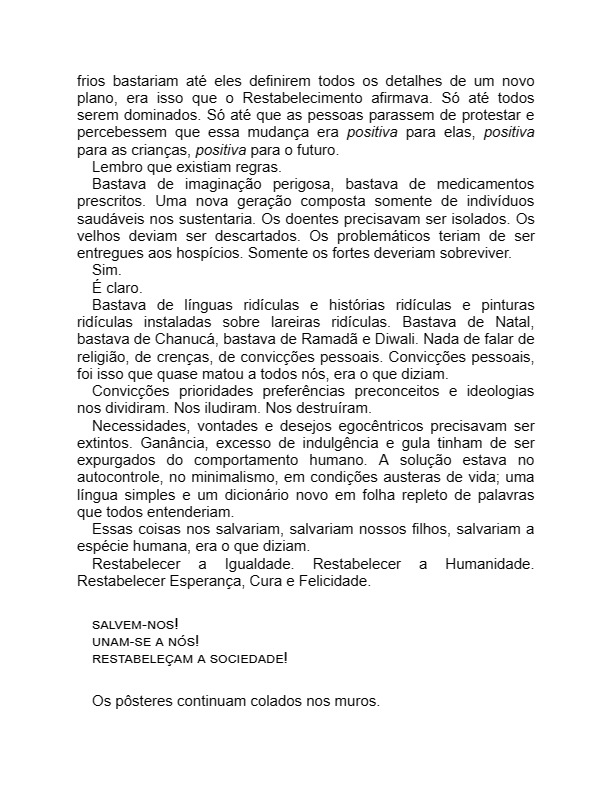 frios bastariam até eles definirem todos os detalhes de um novo
plano, era isso que o Restabelecimento afirmava. Só até todos
serem dominados. Só até que as pessoas parassem de protestar e
percebessem que essa mudança era positiva para elas, positiva
para as crianças, positiva para o futuro.
Lembro que existiam regras.
Bastava de imaginação perigosa, bastava de medicamentos
prescritos. Uma nova geração composta somente de indivíduos
saudáveis nos sustentaria. Os doentes precisavam ser isolados. Os
velhos deviam ser descartados. Os problemáticos teriam de ser
entregues aos hospícios. Somente os fortes deveriam sobreviver.
Sim.
É claro.
Bastava de línguas ridículas e histórias ridículas e pinturas
ridículas instaladas sobre lareiras ridículas. Bastava de Natal,
bastava de Chanucá, bastava de Ramadã e Diwali. Nada de falar de
religião, de crenças, de convicções pessoais. Convicções pessoais,
foi isso que quase matou a todos nós, era o que diziam.
Convicções prioridades preferências preconceitos e ideologias
nos dividiram. Nos iludiram. Nos destruíram.
Necessidades, vontades e desejos egocêntricos precisavam ser
extintos. Ganância, excesso de indulgência e gula tinham de ser
expurgados do comportamento humano. A solução estava no
autocontrole, no minimalismo, em condições austeras de vida; uma
língua simples e um dicionário novo em folha repleto de palavras
que todos entenderiam.
Essas coisas nos salvariam, salvariam nossos filhos, salvariam a
espécie humana, era o que diziam.
Restabelecer a Igualdade. Restabelecer a Humanidade.
Restabelecer Esperança, Cura e Felicidade.
SALVEM-NOS!
UNAM-SE A NÓS!
RESTABELEÇAM A SOCIEDADE!
Os pôsteres continuam colados nos muros.